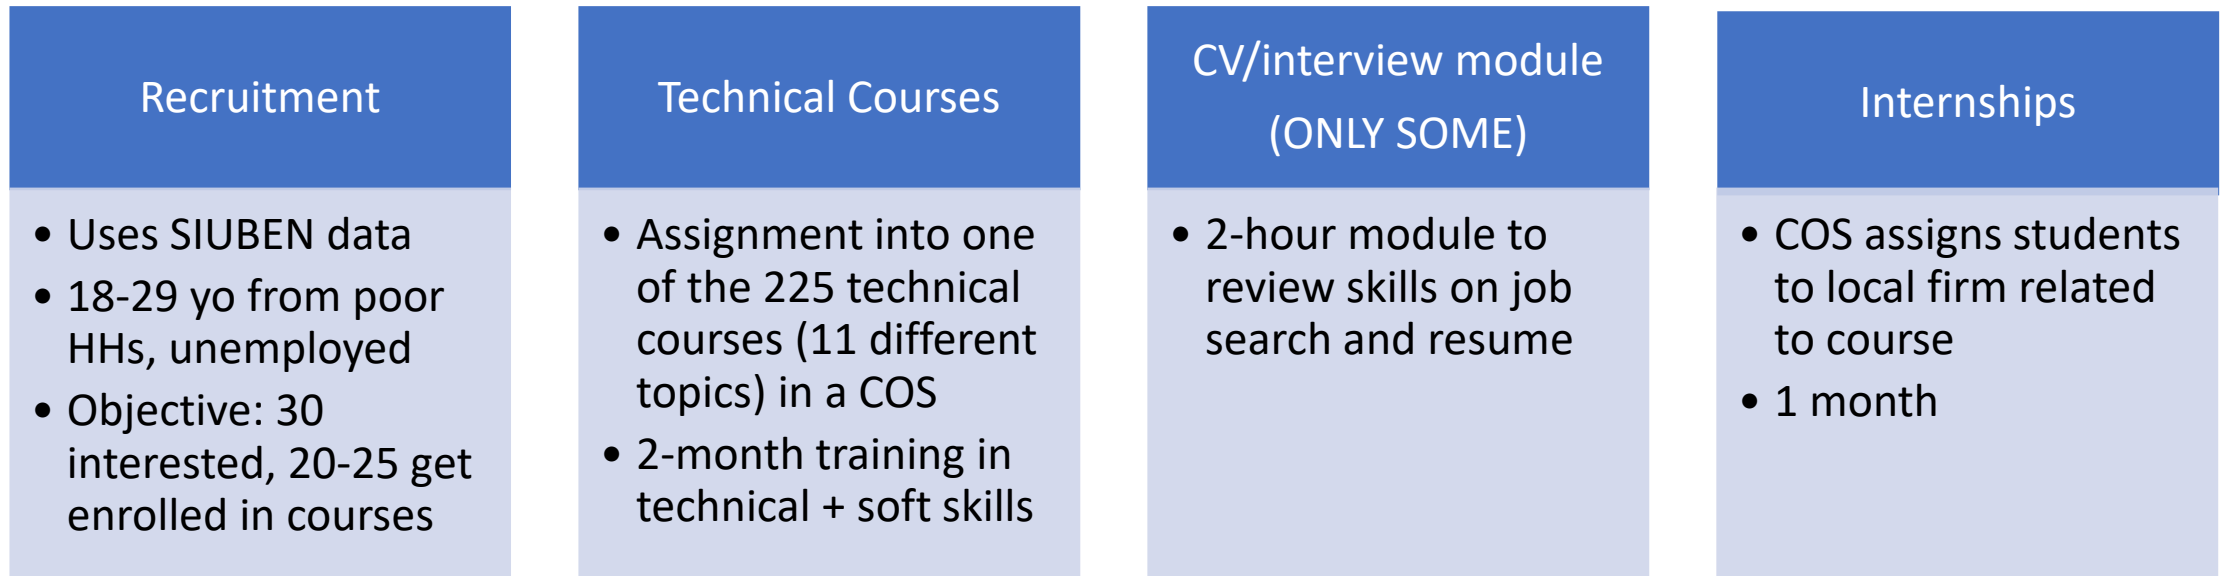 Recruitment
• Uses SIUBEN data
• 18-29 yo from poor
HHs, unemployed
• Objective: 30
interested, 20-25 get
enrolled in courses
Technical Courses
• Assignment into one
of the 225 technical
courses (11 different
topics) in a COS
• 2-month training in
technical + soft skills
CV/interview module
(ONLY SOME)
• 2-hour module to
review skills on job
search and resume
Internships
• COS assigns students
to local firm related
to course
• 1 month